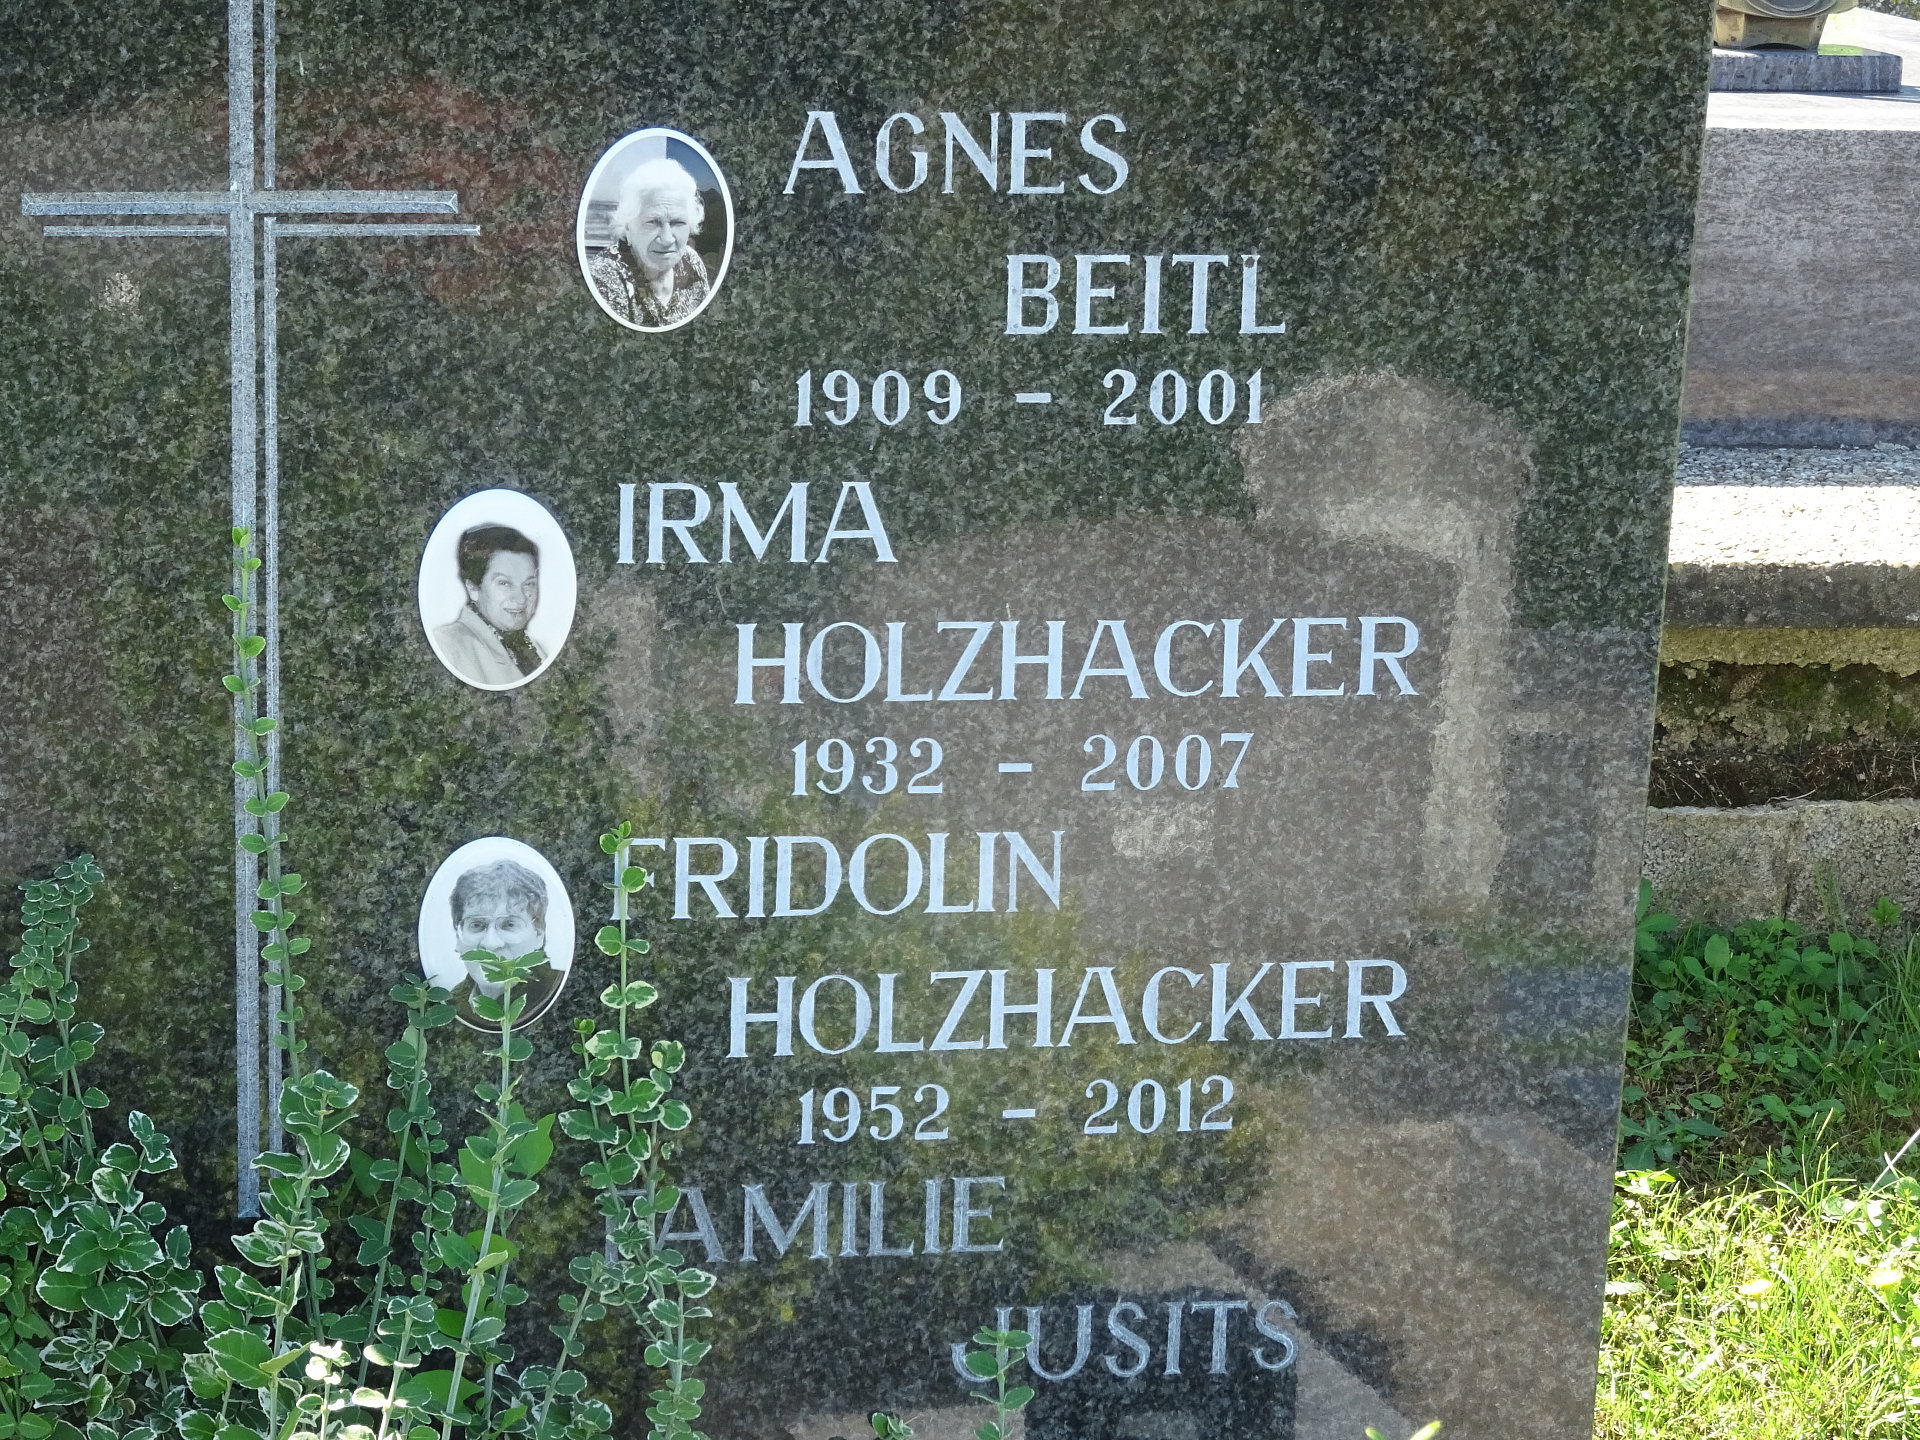 AGNES
BEITL
1909 - 2001
IRMA
HOLZHACKER
1932 - 2007
FRIDOLIN
HOLZHACKER
1952 - 2012
FAMILIE
JUSITS